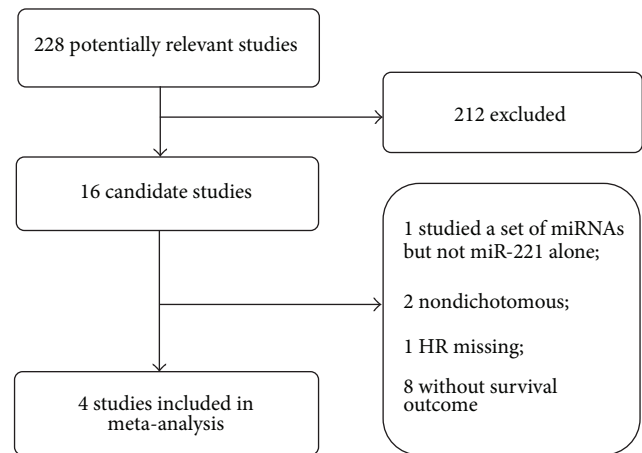 228 potentially relevant studies
212 excluded
16 candidate studies
1 studied a set of miRNAs
but not miR-221 alone;
2 nondichotomous;
1 HR missing;
8 without survival
outcome
4 studies included in
meta-analysis